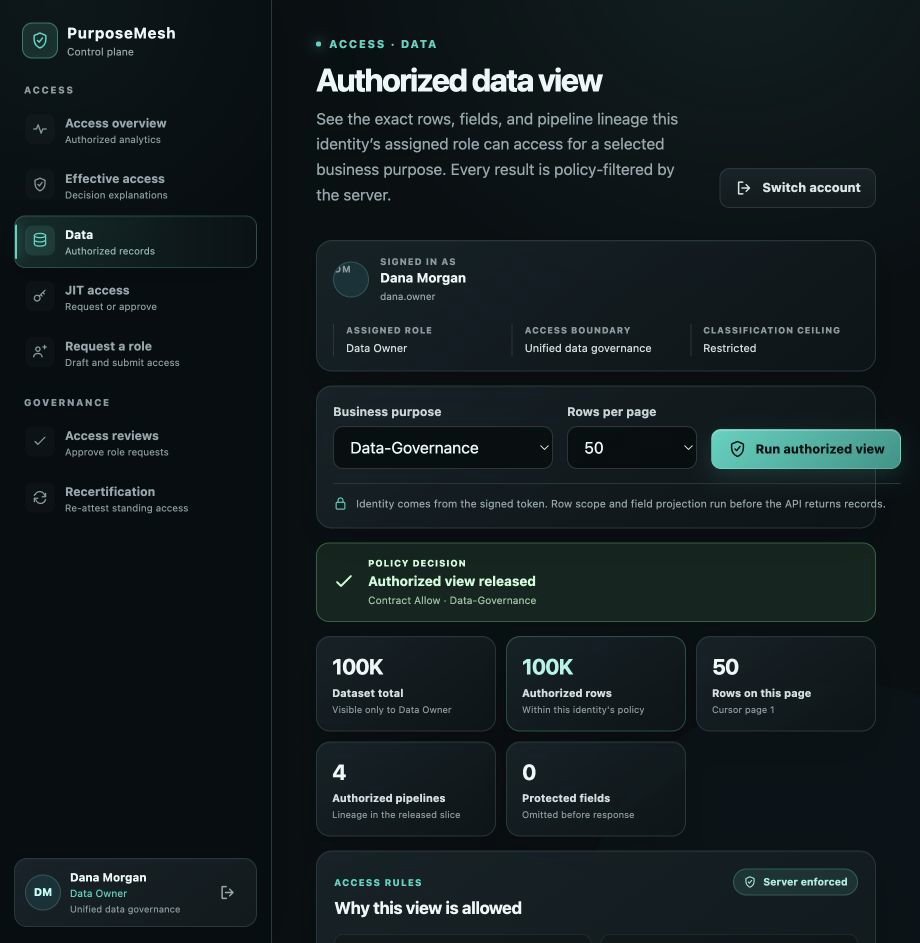 PurposeMesh
Control plane
ACCESS
Access overview
Authorized analytics
Effective access
Decision explanations
Data
Authorized records
JIT access
Request or approve
Request a role
Draft and submit access
GOVERNANCE
Access reviews
Approve role requests
Recertification
Re-attest standing access
DM
Dana Morgan
Data Owner
Unified data governance
ACCESS · DATA
Authorized data view
See the exact rows, fields, and pipeline lineage this
identity’s assigned role can access for a selected
business purpose. Every result is policy-filtered by
the server.
Switch account
DM
SIGNED IN AS
Dana Morgan
dana.owner
ASSIGNED ROLE
Data Owner
ACCESS BOUNDARY
Unified data governance
CLASSIFICATION CEILING
Restricted
Business purpose
Data-Governance
Rows per page
50
Run authorized view
Identity comes from the signed token. Row scope and field projection run before the API returns records.
POLICY DECISION
Authorized view released
Contract Allow · Data-Governance
100K
Dataset total
Visible only to Data Owner
100K
Authorized rows
Within this identity's policy
50
Rows on this page
Cursor page 1
4
Authorized pipelines
Lineage in the released slice
0
Protected fields
Omitted before response
ACCESS RULES
Why this view is allowed
Server enforced